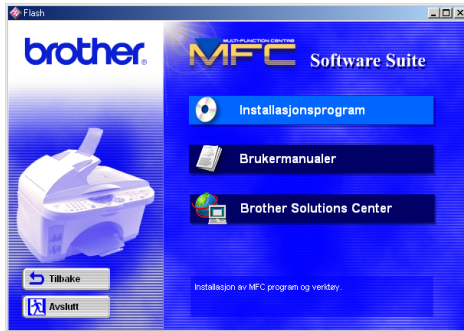 Flash
brother.
MULTI-FUNCTION CENTRE
MFC Software Suite
Installasjonsprogram
Brukermanualer
Brother Solutions Center
Tilbake
Avslutt
Installasjon av MFC program og verktøy.